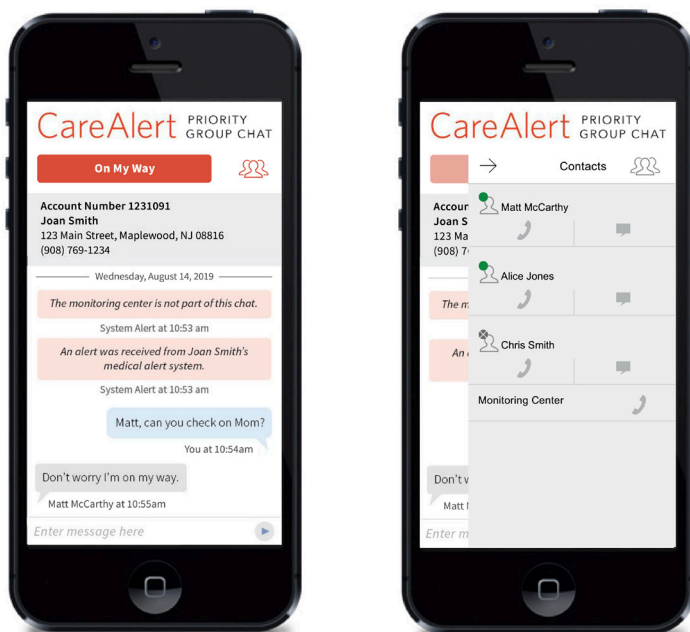 CareAlert PRIORITY GROUP CHAT
On My Way
Account Number 1231091
Joan Smith
123 Main Street, Maplewood, NJ 08816
(908) 769-1234
Wednesday, August 14, 2019
The monitoring center is not part of this chat.
System Alert at 10:53 am
An alert was received from Joan Smith's
medical alert system.
System Alert at 10:53 am
Matt, can you check on Mom?
You at 10:54am
Don't worry I'm on my way.
Matt McCarthy at 10:55am
Enter message here
CareAlert PRIORITY GROUP CHAT
Contacts
Accoun
Joan S
123 Ma
(908) 7
The m
An
Don't w
Matt
Enter m
Matt McCarthy
Alice Jones
Chris Smith
Monitoring Center